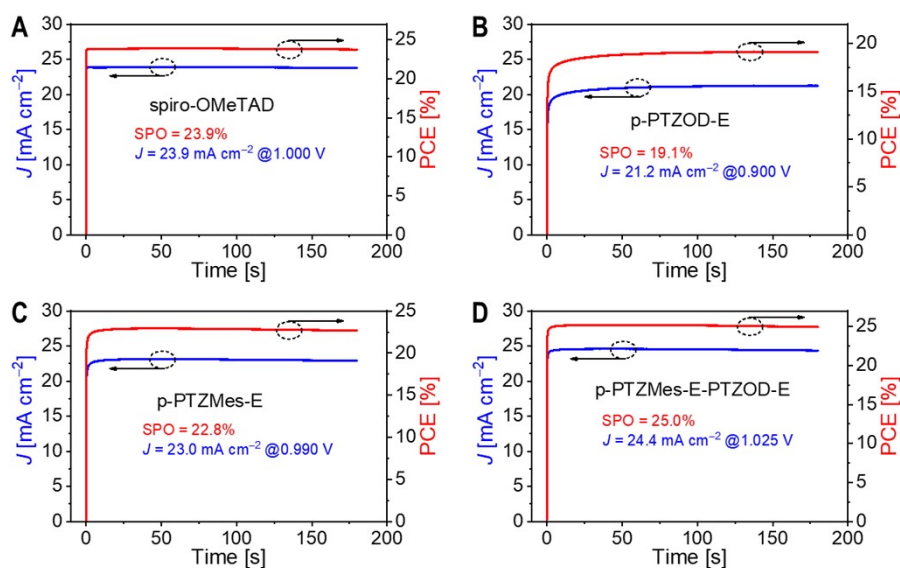 A
J [mA cm⁻²]
30
25
20
15
10
5
0
spiro-OMeTAD
SPO = 23.9%
J = 23.9 mA cm⁻² @1.000 V
25
20
15
10
5
0
PCE [%]
0 50 100 150 200
Time [s]
B
J [mA cm⁻²]
30
25
20
15
10
5
0
p-PTZOD-E
SPO = 19.1%
J = 21.2 mA cm⁻² @0.900 V
20
15
10
5
0
PCE [%]
0 50 100 150 200
Time [s]
C
J [mA cm⁻²]
30
25
20
15
10
5
0
p-PTZMes-E
SPO = 22.8%
J = 23.0 mA cm⁻² @0.990 V
25
20
15
10
5
0
PCE [%]
0 50 100 150 200
Time [s]
D
J [mA cm⁻²]
30
25
20
15
10
5
0
p-PTZMes-E-PTZOD-E
SPO = 25.0%
J = 24.4 mA cm⁻² @1.025 V
25
20
15
10
5
0
PCE [%]
0 50 100 150 200
Time [s]